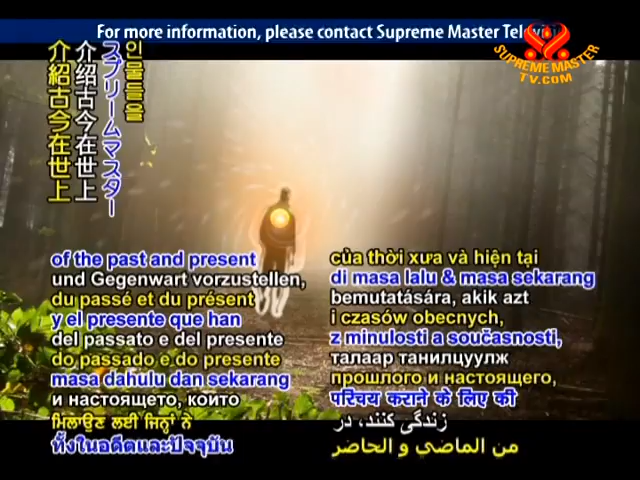 For more information, please contact Supreme Master
SUPREME MASTER
TV.COM
인물들을
スプリームマスター
介绍古今在世上
介紹古今在世上
of the past and present
und Gegenwart vorzustellen,
du passé et du présent
y el presente que han
del passato e del presente
do passado e do presente
masa dahulu dan sekarang
и настоящето, които
ਮਿਲਾਉਣ ਲਈ ਜਿਨ੍ਹਾਂ ਨੇ
ทั้งในอดีตและปัจจุบัน
của thời xưa và hiện tại
di masa lalu & masa sekarang
bemutatására, akik azt
i czasów obecnych,
z minulosti a současnosti,
талаар танилцуулж
прошлого и настоящего,
परिचय कराने के लिए की
زندگی کنند، در
من الماضي و الحاضر